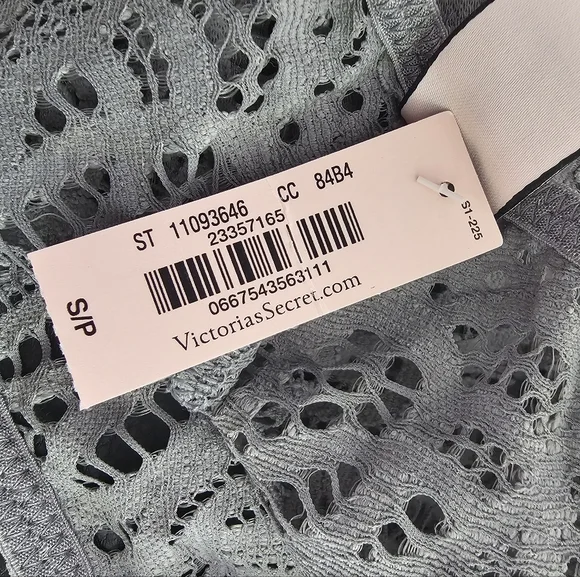 ST 11093646 CC 84B4
23357165
0667543563111
VictoriasSecret.com
S/P
S1-225